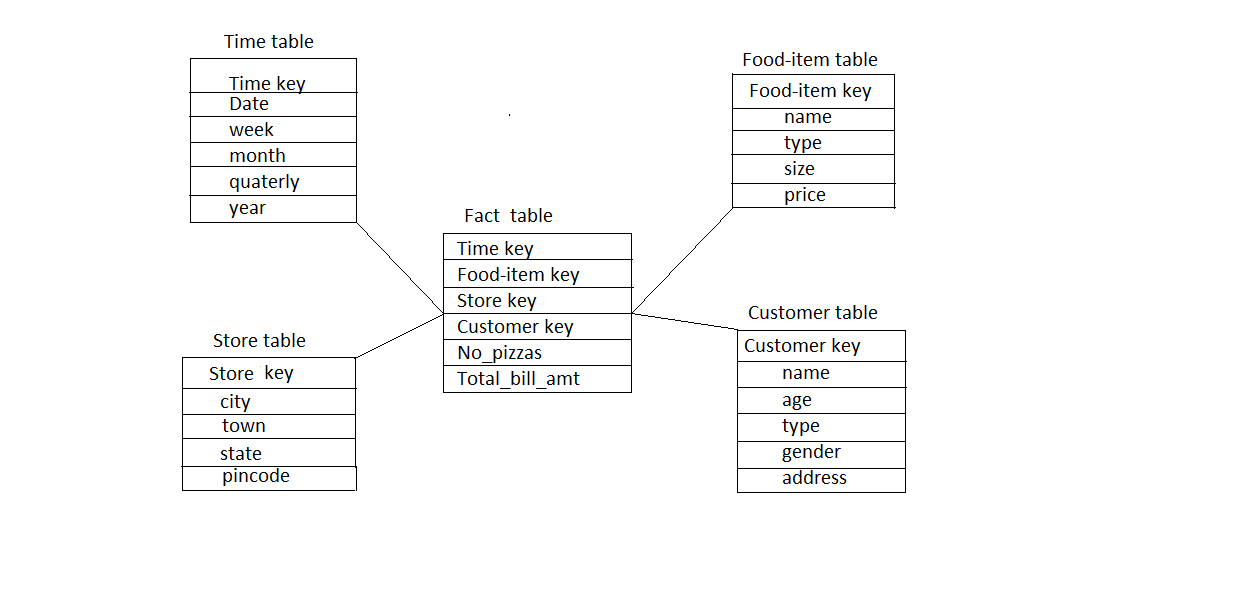 Time table
Time key
Date
week
month
quaterly
year
Food-item table
Food-item key
name
type
size
price
Fact table
Time key
Food-item key
Store key
Customer key
No_pizzas
Total_bill_amt
Store table
Store key
city
town
state
pincode
Customer table
Customer key
name
age
type
gender
address